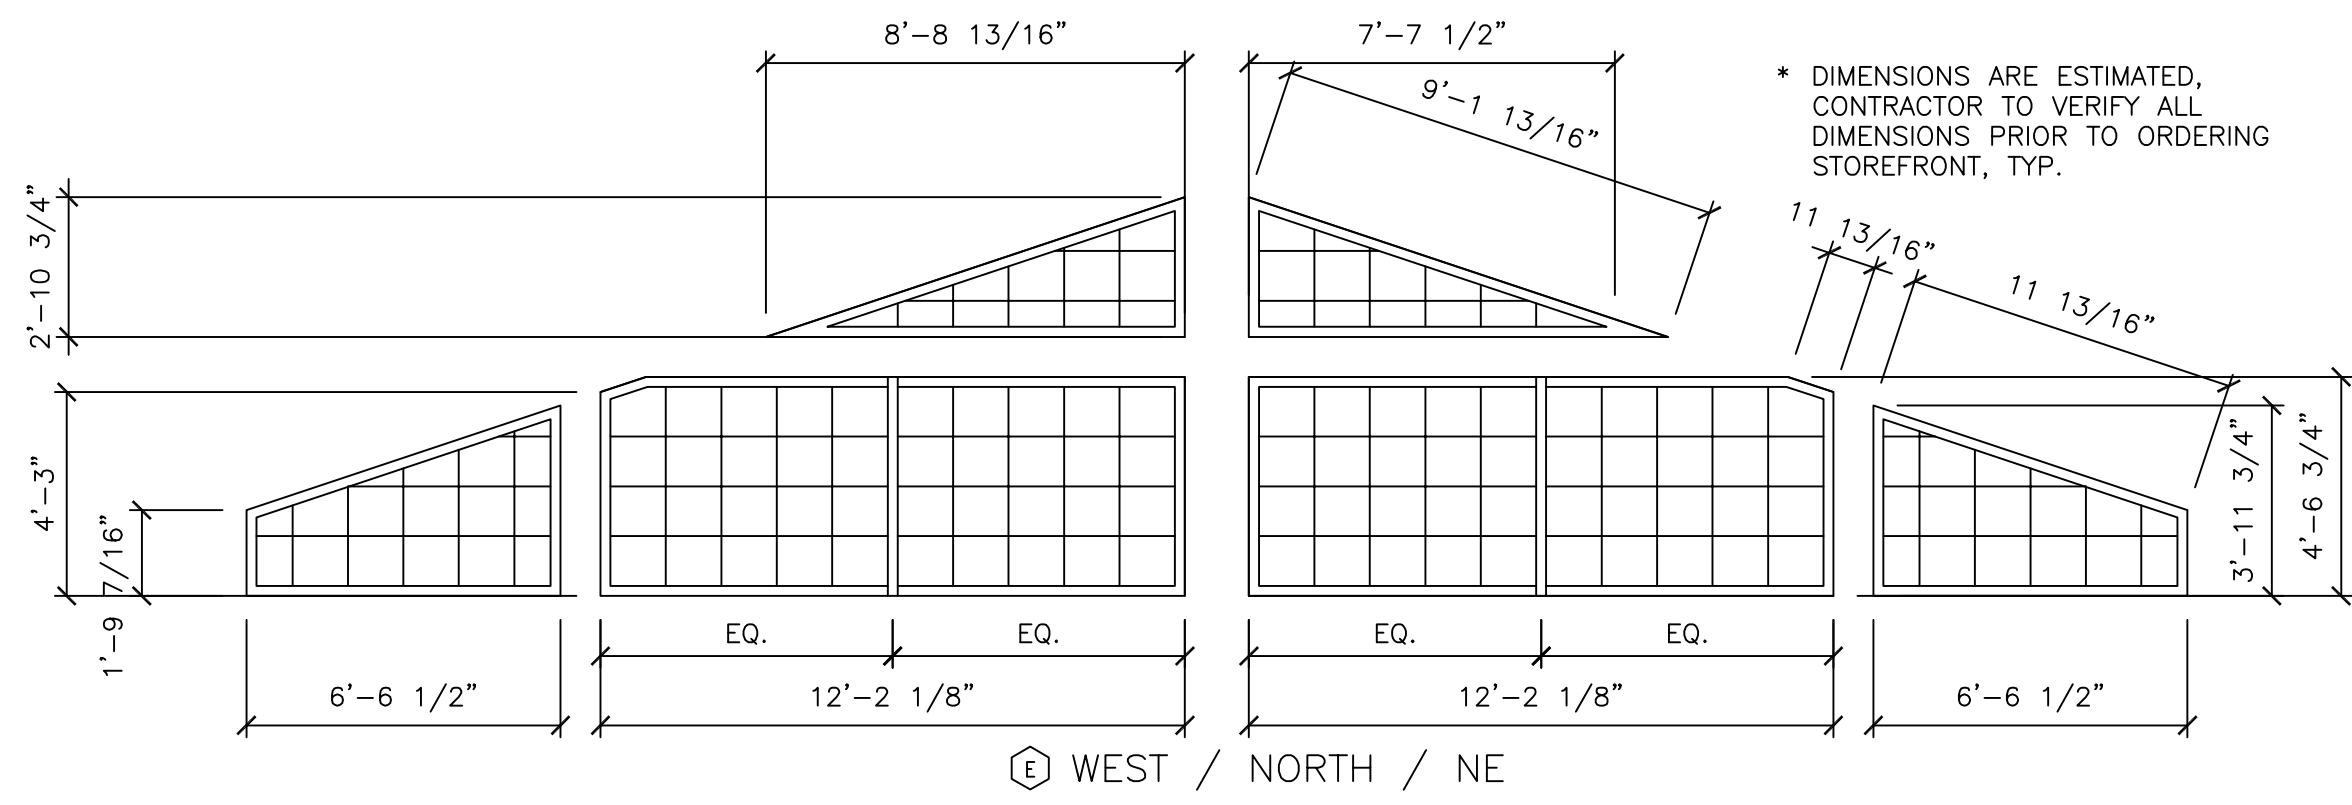 8'-8 13/16"
7'-7 1/2"
9'-1 13/16"
* DIMENSIONS ARE ESTIMATED,
CONTRACTOR TO VERIFY ALL
DIMENSIONS PRIOR TO ORDERING
STOREFRONT, TYP.
2'-10 3/4"
11 13/16"
11 13/16"
4'-3"
1'-9 7/16"
3'-11 3/4"
4'-6 3/4"
EQ.
EQ.
EQ.
EQ.
6'-6 1/2"
12'-2 1/8"
12'-2 1/8"
6'-6 1/2"
E WEST / NORTH / NE